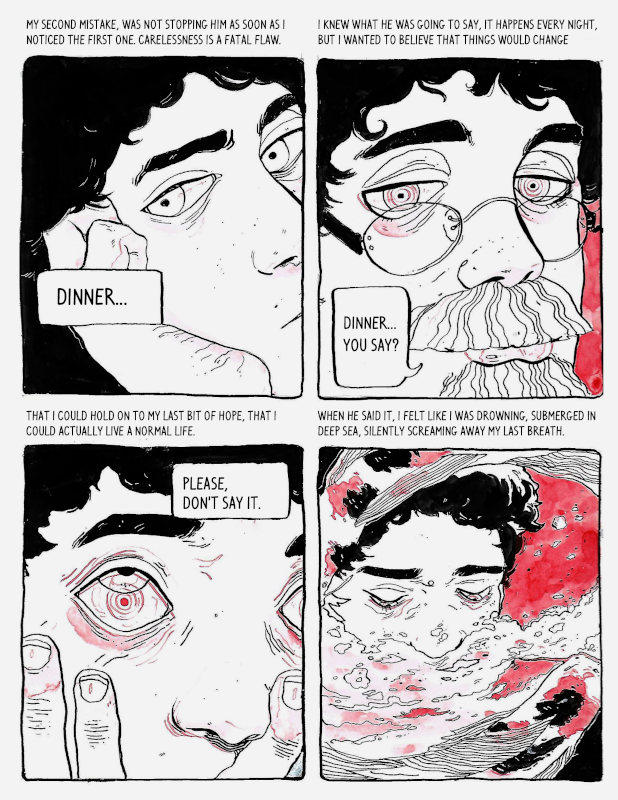 MY SECOND MISTAKE, WAS NOT STOPPING HIM AS SOON AS I
NOTICED THE FIRST ONE. CARELESSNESS IS A FATAL FLAW.
DINNER...
I KNEW WHAT HE WAS GOING TO SAY, IT HAPPENS EVERY NIGHT,
BUT I WANTED TO BELIEVE THAT THINGS WOULD CHANGE
DINNER...
YOU SAY?
THAT I COULD HOLD ON TO MY LAST BIT OF HOPE, THAT I
COULD ACTUALLY LIVE A NORMAL LIFE.
PLEASE,
DON'T SAY IT.
WHEN HE SAID IT, I FELT LIKE I WAS DROWNING, SUBMERGED IN
DEEP SEA, SILENTLY SCREAMING AWAY MY LAST BREATH.